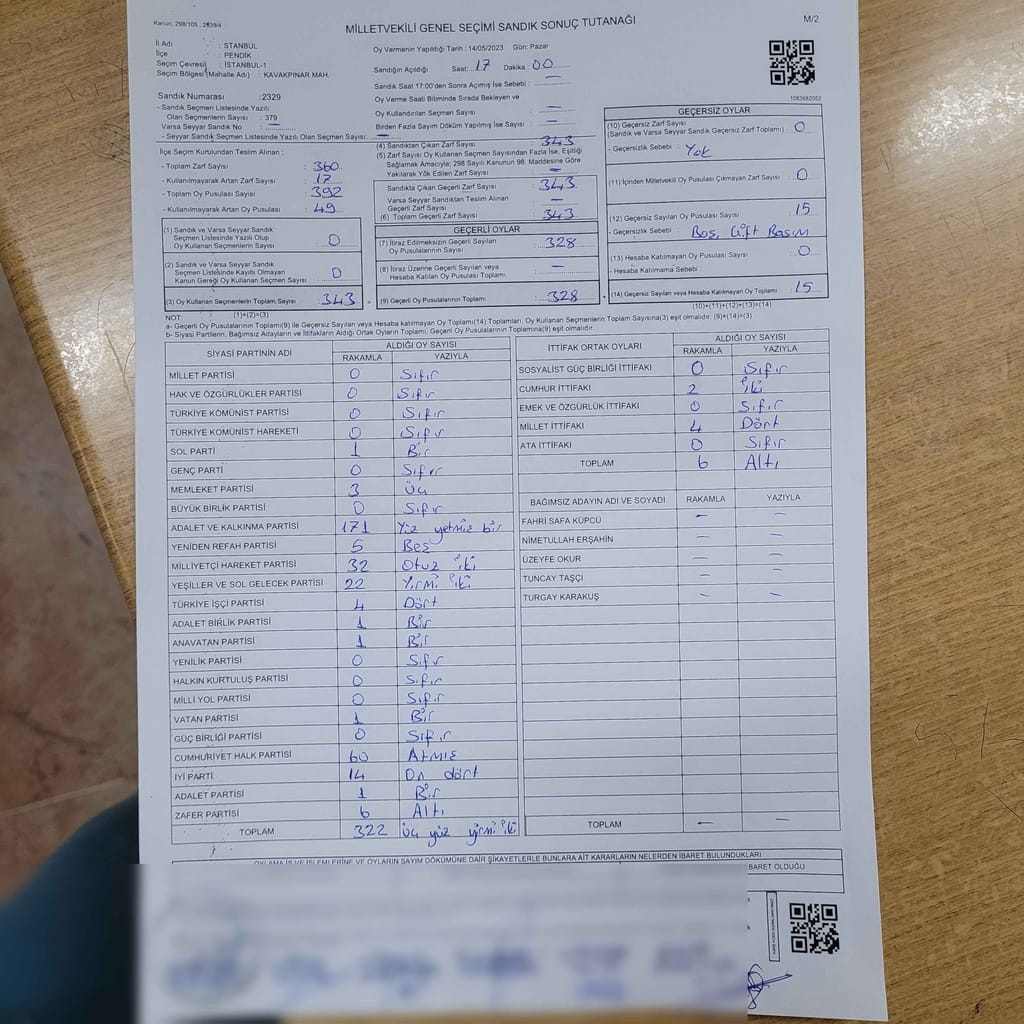 Kanun: 298/105 , 2839/4
MİLLETVEKİLİ GENEL SEÇİMİ SANDIK SONUÇ TUTANAĞI
M/2
İl Adı : İSTANBUL
İlçe : PENDİK
Seçim Çevresi : İSTANBUL-1
Seçim Bölgesi (Mahalle Adı) : KAVAKPINAR MAH.
Oy Vermenin Yapıldığı Tarih : 14/05/2023 Gün: Pazar
Sandığın Açıldığı Saat: 17 Dakika : 00
Sandık Saat 17:00'den Sonra Açımış İse Sebebi : —
Oy Verme Saati Bitiminde Sırada Bekleyen ve
Oy Kullandırılan Seçmen Sayısı : —
Birden Fazla Sayım Döküm Yapılmış İse Sayısı : —
1083682052
Sandık Numarası :2329
- Sandık Seçmen Listesinde Yazılı
Olan Seçmenlerin Sayısı : 379
Varsa Seyyar Sandık No : —
- Seyyar Sandık Seçmen Listesinde Yazılı Olan Seçmen Sayısı : —
İlçe Seçim Kurulundan Teslim Alınan ;
- Toplam Zarf Sayısı : 360
- Kullanılmayarak Artan Zarf Sayısı : 17
- Toplam Oy Pusulası Sayısı : 392
- Kullanılmayarak Artan Oy Pusulası : 49
(1) Sandık ve Varsa Seyyar Sandık
Seçmen Listesinde Yazılı Olup
Oy Kullanan Seçmenlerin Sayısı : 0
(2) Sandık ve Varsa Seyyar Sandık
Seçmen Listesinde Kayıtlı Olmayan
Kanun Gereği Oy Kullanan Seçmen Sayısı : 0
(3) Oy Kullanan Seçmenlerin Toplam Sayısı : 343
(1)+(2)=(3)
(4) Sandıktan Çıkan Zarf Sayısı : 343
(5) Zarf Sayısı Oy Kullanan Seçmen Sayısından Fazla İse, Eşitliği
Sağlamak Amacıyla; 298 Sayılı Kanunun 98. Maddesine Göre
Yakılarak Yok Edilen Zarf Sayısı : —
Sandıkta Çıkan Geçerli Zarf Sayısı : 343
Varsa Seyyar Sandıktan Teslim Alınan
Geçerli Zarf Sayısı : —
(6) Toplam Geçerli Zarf Sayısı : 343
GEÇERLİ OYLAR
(7) İtiraz Edilmeksizin Geçerli Sayılan
Oy Pusulalarının Sayısı : 328
(8) İtiraz Üzerine Geçerli Sayılan veya
Hesaba Katılan Oy Pusulası Toplamı : —
(9) Geçerli Oy Pusulalarının Toplamı : 328
GEÇERSİZ OYLAR
(10) Geçersiz Zarf Sayısı
(Sandık ve Varsa Seyyar Sandık Geçersiz Zarf Toplamı) : 0
- Geçersizlik Sebebi : Yok
(11) İçinden Milletvekili Oy Pusulası Çıkmayan Zarf Sayısı : 0
(12) Geçersiz Sayılan Oy Pusulası Sayısı : 15
- Geçersizlik Sebebi : Boş, Çift Basım
(13) Hesaba Katılmayan Oy Pusulası Sayısı : 0
- Hesaba Katılmama Sebebi :
(14) Geçersiz Sayılan veya Hesaba Katılmayan Oy Toplamı : 15
(10)+(11)+(12)+(13)=(14)
NOT:
a- Geçerli Oy Pusulalarının Toplamı(9) ile Geçersiz Sayılan veya Hesaba katılmayan Oy Toplamı(14) Toplamları, Oy Kullanan Seçmenlerin Toplam Sayısına(3) eşit olmalıdır. (9)+(14)=(3)
b- Siyasi Partilerin, Bağımsız Adayların ve İttifakların Aldığı Ortak Oyların Toplamı, Geçerli Oy Pusulalarının Toplamına(9) eşit olmalıdır.
SİYASİ PARTİNİN ADI ALDIĞI OY SAYISI
RAKAMLA YAZIYLA
MİLLET PARTİSİ 0 Sıfır
HAK VE ÖZGÜRLÜKLER PARTİSİ 0 Sıfır
TÜRKİYE KOMÜNİST PARTİSİ 0 Sıfır
TÜRKİYE KOMÜNİST HAREKETİ 0 Sıfır
SOL PARTİ 1 Bir
GENÇ PARTİ 0 Sıfır
MEMLEKET PARTİSİ 3 Üç
BÜYÜK BİRLİK PARTİSİ 0 Sıfır
ADALET VE KALKINMA PARTİSİ 171 Yüz yetmiş bir
YENİDEN REFAH PARTİSİ 5 Beş
MİLLİYETÇİ HAREKET PARTİSİ 32 Otuz iki
YEŞİLLER VE SOL GELECEK PARTİSİ 22 Yirmi iki
TÜRKİYE İŞÇİ PARTİSİ 4 Dört
ADALET BİRLİK PARTİSİ 1 Bir
ANAVATAN PARTİSİ 1 Bir
YENİLİK PARTİSİ 0 Sıfır
HALKIN KURTULUŞ PARTİSİ 0 Sıfır
MİLLİ YOL PARTİSİ 0 Sıfır
VATAN PARTİSİ 1 Bir
GÜÇ BİRLİĞİ PARTİSİ 0 Sıfır
CUMHURİYET HALK PARTİSİ 60 Atmış
İYİ PARTİ 14 On dört
ADALET PARTİSİ 1 Bir
ZAFER PARTİSİ 6 Altı
TOPLAM 322 Üç yüz yirmi iki
İTTİFAK ORTAK OYLARI ALDIĞI OY SAYISI
RAKAMLA YAZIYLA
SOSYALİST GÜÇ BİRLİĞİ İTTİFAKI 0 Sıfır
CUMHUR İTTİFAKI 2 iki
EMEK VE ÖZGÜRLÜK İTTİFAKI 0 Sıfır
MİLLET İTTİFAKI 4 Dört
ATA İTTİFAKI 0 Sıfır
TOPLAM 6 Altı
BAĞIMSIZ ADAYIN ADI VE SOYADI RAKAMLA YAZIYLA
FAHRİ SAFA KÜPCÜ — —
NİMETULLAH ERŞAHİN — —
ÜZEYFE OKUR — —
TUNCAY TAŞÇI — —
TURGAY KARAKUŞ — —
TOPLAM — —
OYLAMA İŞ VE İŞLEMLERİNE VE OYLARIN SAYIM DÖKÜMÜNE DAİR ŞİKAYETLERLE BUNLARA AİT KARARLARIN NELERDEN İBARET BULUNDUKLARI
BARET OLDUĞU